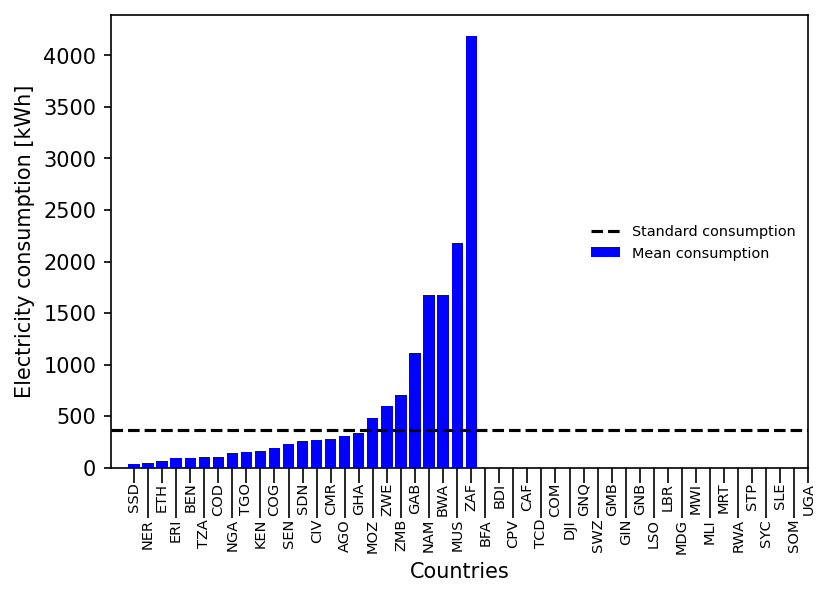 Electricity consumption [kWh]
4000
3500
3000
2500
2000
1500
1000
500
0
Standard consumption
Mean consumption
SSD
NER
ETH
ERI
BEN
TZA
COD
NGA
TGO
KEN
COG
SEN
SDN
CIV
CMR
AGO
GHA
MOZ
ZWE
ZMB
GAB
NAM
BWA
MUS
ZAF
BFA
BDI
CPV
CAF
TCD
COM
DJI
GNQ
SWZ
GMB
GIN
GNB
LSO
LBR
MDG
MWI
MLI
MRT
RWA
STP
SYC
SLE
SOM
UGA
Countries